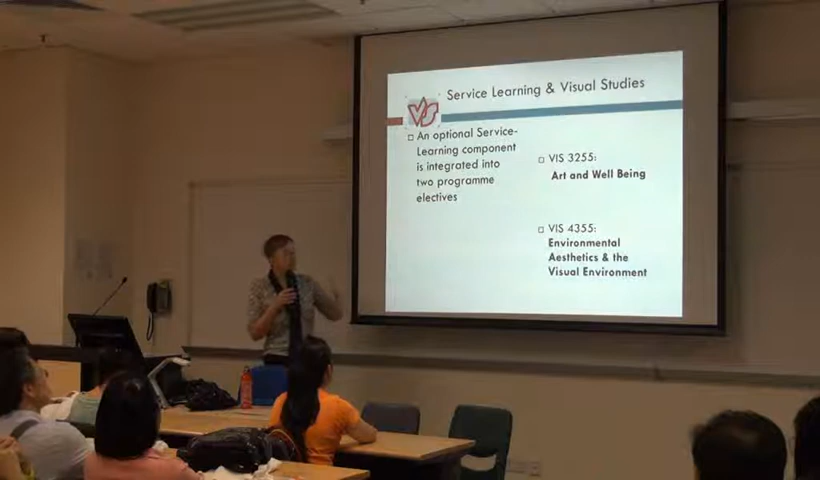 Service Learning & Visual Studies
VS
An optional Service-
Learning component
is integrated into
two programme
electives
VIS 3255:
Art and Well Being
VIS 4355:
Environmental
Aesthetics & the
Visual Environment